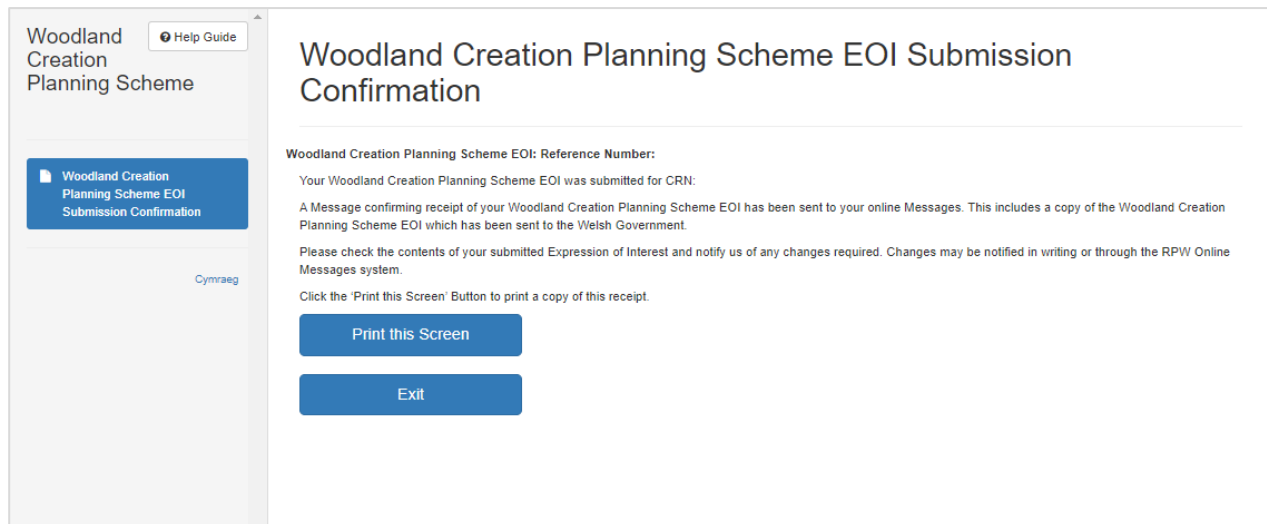 Woodland
Creation
Planning Scheme
Help Guide
Woodland Creation
Planning Scheme EOI
Submission Confirmation
Cymraeg
Woodland Creation Planning Scheme EOI Submission
Confirmation
Woodland Creation Planning Scheme EOI: Reference Number:
Your Woodland Creation Planning Scheme EOI was submitted for CRN:
A Message confirming receipt of your Woodland Creation Planning Scheme EOI has been sent to your online Messages. This includes a copy of the Woodland Creation
Planning Scheme EOI which has been sent to the Welsh Government.
Please check the contents of your submitted Expression of Interest and notify us of any changes required. Changes may be notified in writing or through the RPW Online
Messages system.
Click the ‘Print this Screen’ Button to print a copy of this receipt.
Print this Screen
Exit